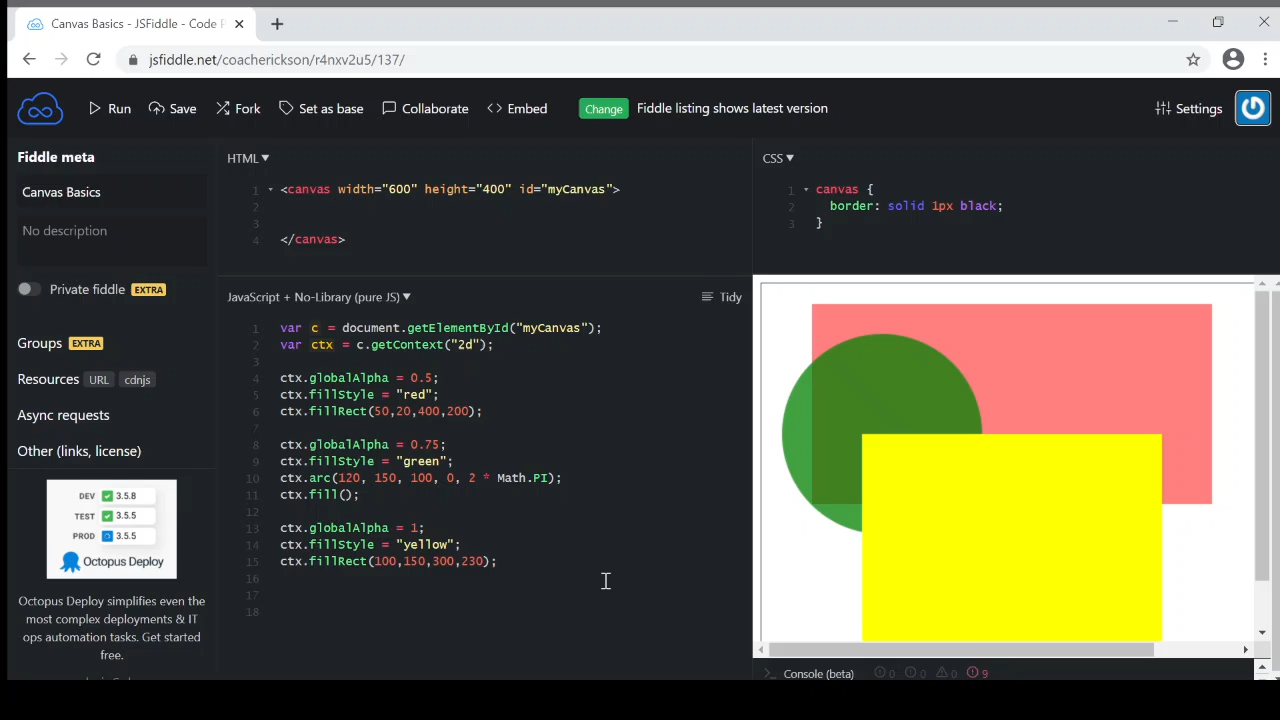 Canvas Basics - JSFiddle - Code P
jsfiddle.net/coacherickson/r4nxv2u5/137/
Run Save Fork Set as base Collaborate Embed Change Fiddle listing shows latest version Settings
Fiddle meta
Canvas Basics
No description
Private fiddle EXTRA
Groups EXTRA
Resources URL cdnjs
Async requests
Other (links, license)
DEV 3.5.8
TEST 3.5.5
PROD 3.5.5
Octopus Deploy
Octopus Deploy simplifies even the
most complex deployments & IT
ops automation tasks. Get started
free.
HTML
1 <canvas width="600" height="400" id="myCanvas">
2
3
4 </canvas>
CSS
1 canvas {
2 border: solid 1px black;
3 }
JavaScript + No-Library (pure JS) Tidy
1 var c = document.getElementById("myCanvas");
2 var ctx = c.getContext("2d");
3
4 ctx.globalAlpha = 0.5;
5 ctx.fillStyle = "red";
6 ctx.fillRect(50,20,400,200);
7
8 ctx.globalAlpha = 0.75;
9 ctx.fillStyle = "green";
10 ctx.arc(120, 150, 100, 0, 2 * Math.PI);
11 ctx.fill();
12
13 ctx.globalAlpha = 1;
14 ctx.fillStyle = "yellow";
15 ctx.fillRect(100,150,300,230);
16
17
18
>_ Console (beta) 0 0 0 9